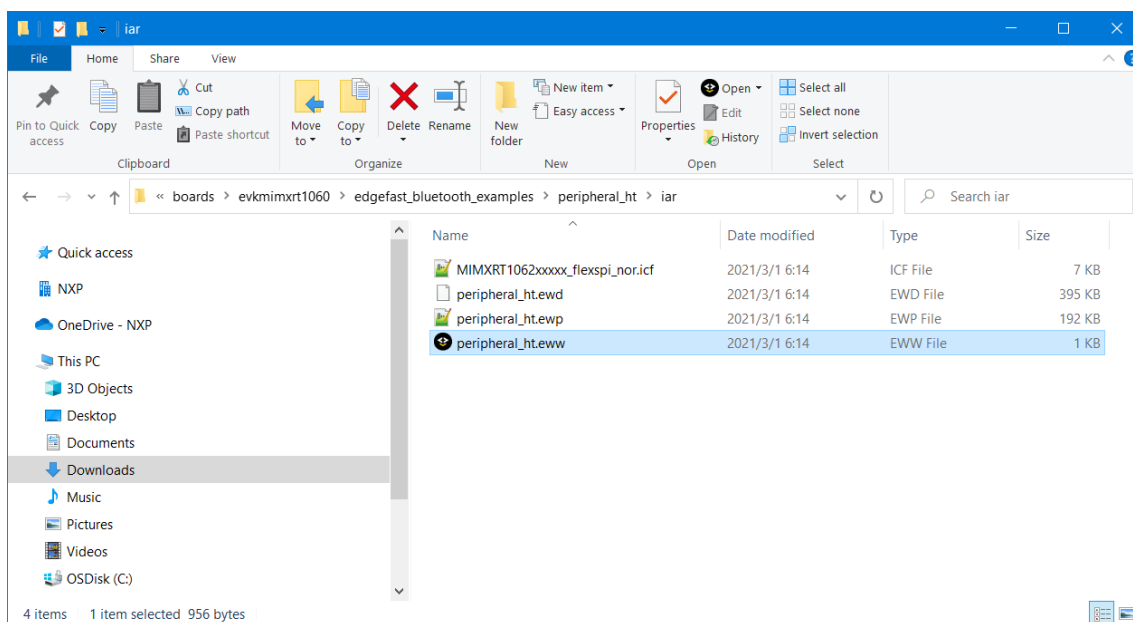 iar
File Home Share View
Pin to Quick access
Copy
Paste
Cut
Copy path
Paste shortcut
Move to
Copy to
Delete
Rename
New folder
New item
Easy access
Properties
Open
Edit
History
Select all
Select none
Invert selection
Clipboard Organize New Open Select
« boards > evkmimxrt1060 > edgefast_bluetooth_examples > peripheral_ht > iar
Search iar
Name Date modified Type Size
MIMXRT1062xxxxx_flexspi_nor.icf 2021/3/1 6:14 ICF File 7 KB
peripheral_ht.ewd 2021/3/1 6:14 EWD File 395 KB
peripheral_ht.ewp 2021/3/1 6:14 EWP File 192 KB
peripheral_ht.eww 2021/3/1 6:14 EWW File 1 KB
Quick access
NXP
OneDrive - NXP
This PC
3D Objects
Desktop
Documents
Downloads
Music
Pictures
Videos
OSDisk (C:)
4 items 1 item selected 956 bytes